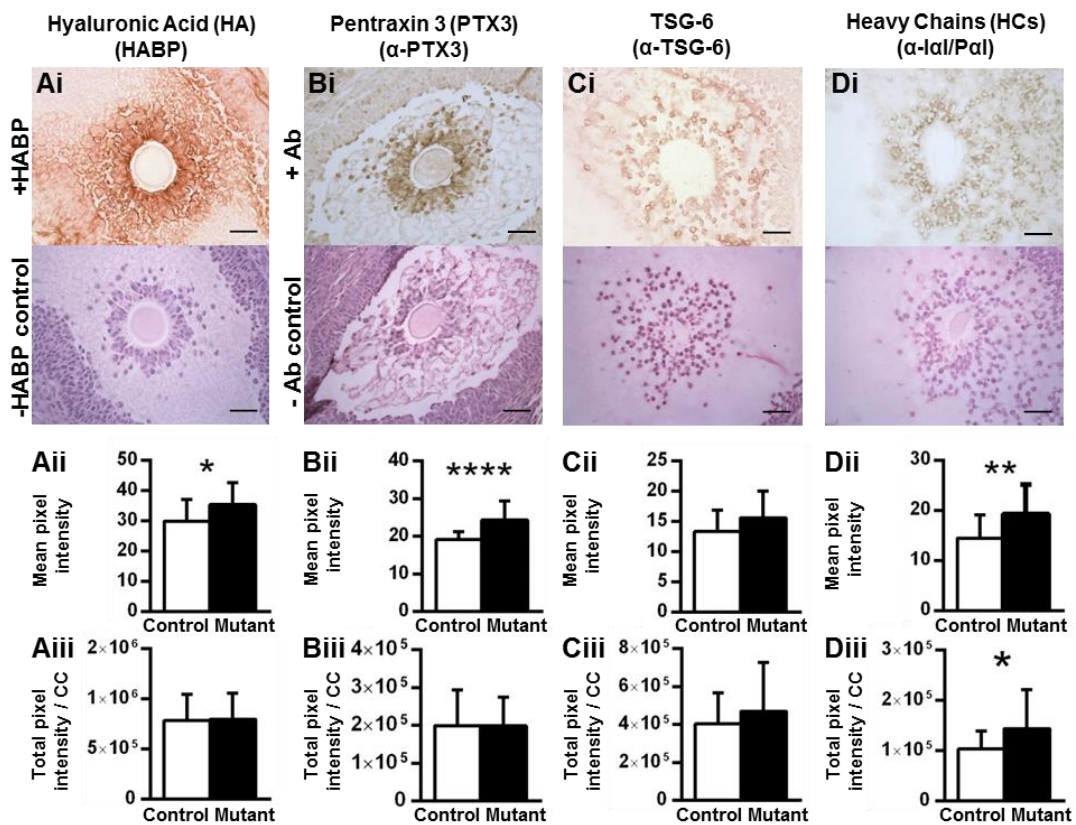 Hyaluronic Acid (HA)
(HABP)
Pentraxin 3 (PTX3)
(α-PTX3)
TSG-6
(α-TSG-6)
Heavy Chains (HCs)
(α-IαI/PαI)
+HABP
Ai
+ Ab
Bi
Ci
Di
-HABP control
- Ab control
Aii
Mean pixel
intensity
50
40
30
20
10
0
*
Control Mutant
Bii
Mean pixel
intensity
40
30
20
10
0
****
Control Mutant
Cii
Mean pixel
intensity
25
20
15
10
5
0
Control Mutant
Dii
Mean pixel
intensity
30
20
10
0
**
Control Mutant
Aiii
Total pixel
intensity / CC
2×10⁶
1×10⁶
5×10⁵
0
Control Mutant
Biii
Total pixel
intensity / CC
4×10⁵
3×10⁵
2×10⁵
1×10⁵
0
Control Mutant
Ciii
Total pixel
intensity / CC
8×10⁵
6×10⁵
4×10⁵
2×10⁵
0
Control Mutant
Diii
Total pixel
intensity / CC
3×10⁵
2×10⁵
1×10⁵
0
*
Control Mutant